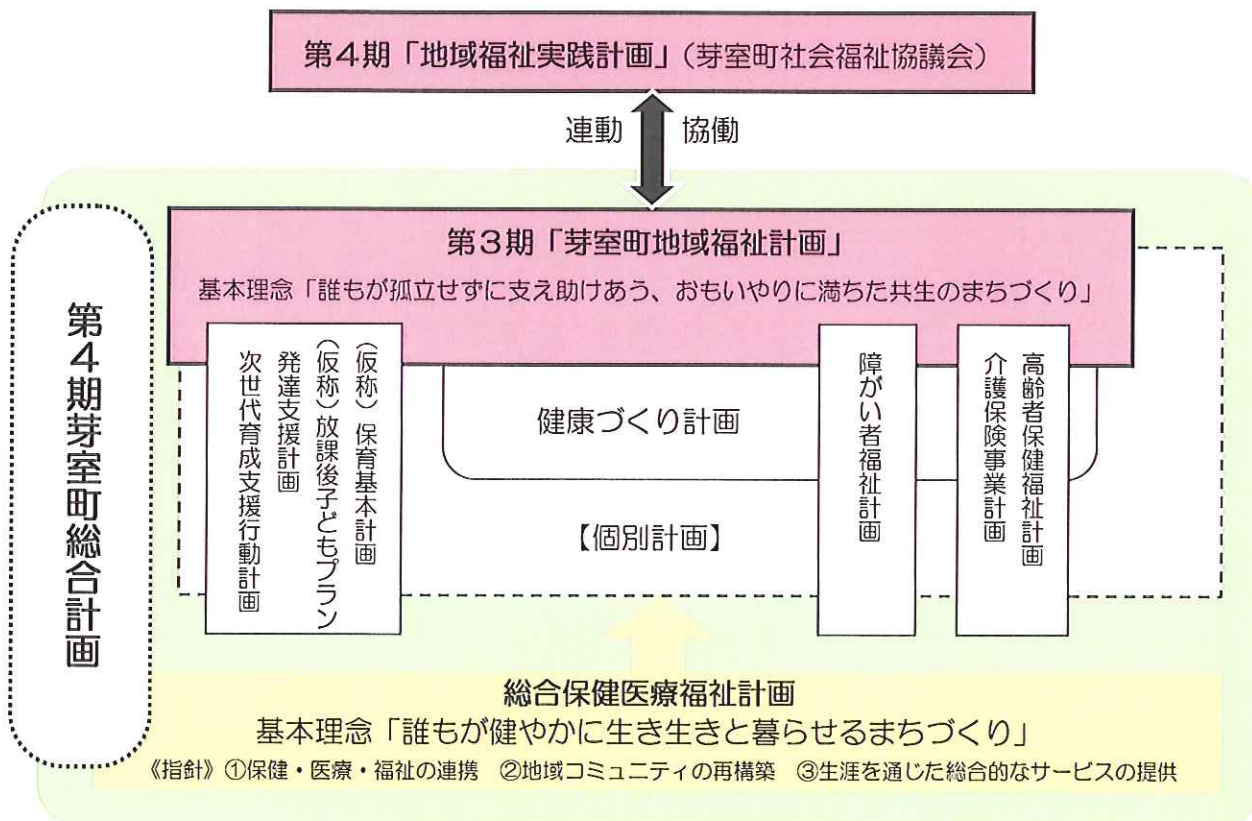 第4期「地域福祉実践計画」（芽室町社会福祉協議会）
連動 協働
第4期芽室町総合計画
第3期「芽室町地域福祉計画」
基本理念「誰もが孤立せずに支え助けあう、おもいやりに満ちた共生のまちづくり」
（仮称）保育基本計画
（仮称）放課後子どもプラン
発達支援計画
次世代育成支援行動計画
健康づくり計画
【個別計画】
障がい者福祉計画
高齢者保健福祉計画
介護保険事業計画
総合保健医療福祉計画
基本理念「誰もが健やかに生き生きと暮らせるまちづくり」
《指針》①保健・医療・福祉の連携 ②地域コミュニティの再構築 ③生涯を通じた総合的なサービスの提供